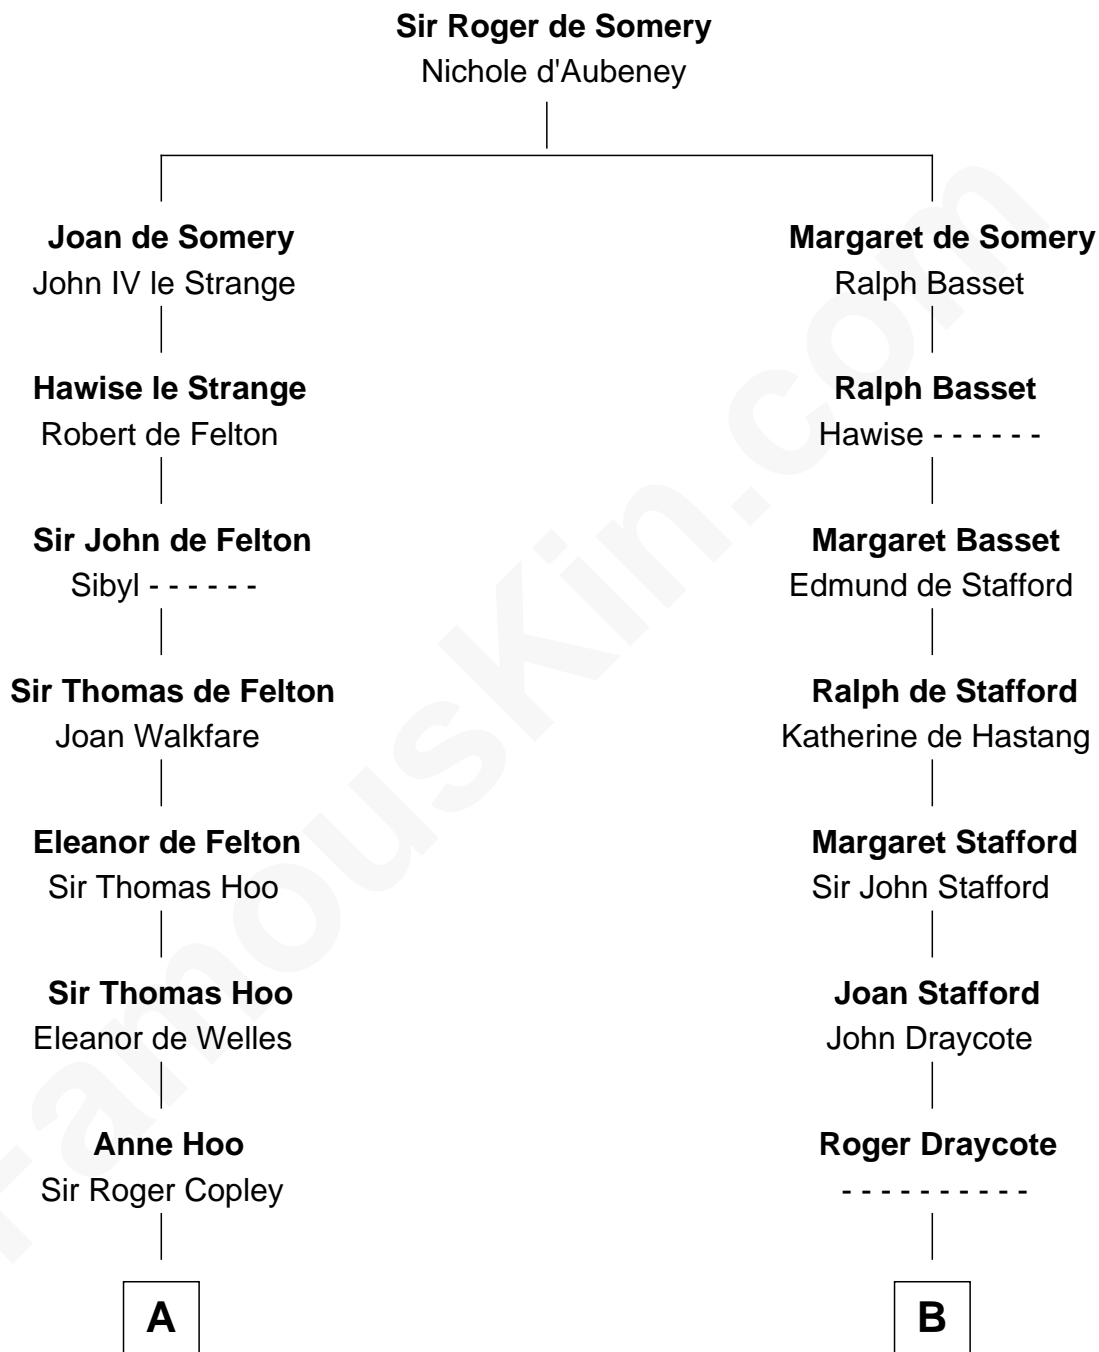 Sir Roger de Somery
Nichole d'Aubeney
Joan de Somery
John IV le Strange
Margaret de Somery
Ralph Basset
Hawise le Strange
Robert de Felton
Ralph Basset
Hawise - - - - - -
Sir John de Felton
Sibyl - - - - - -
Margaret Basset
Edmund de Stafford
Sir Thomas de Felton
Joan Walkfare
Ralph de Stafford
Katherine de Hastang
Eleanor de Felton
Sir Thomas Hoo
Margaret Stafford
Sir John Stafford
Sir Thomas Hoo
Eleanor de Welles
Joan Stafford
John Draycote
Anne Hoo
Sir Roger Copley
Roger Draycote
- - - - - - - - - -
A
B
FamousKin.com